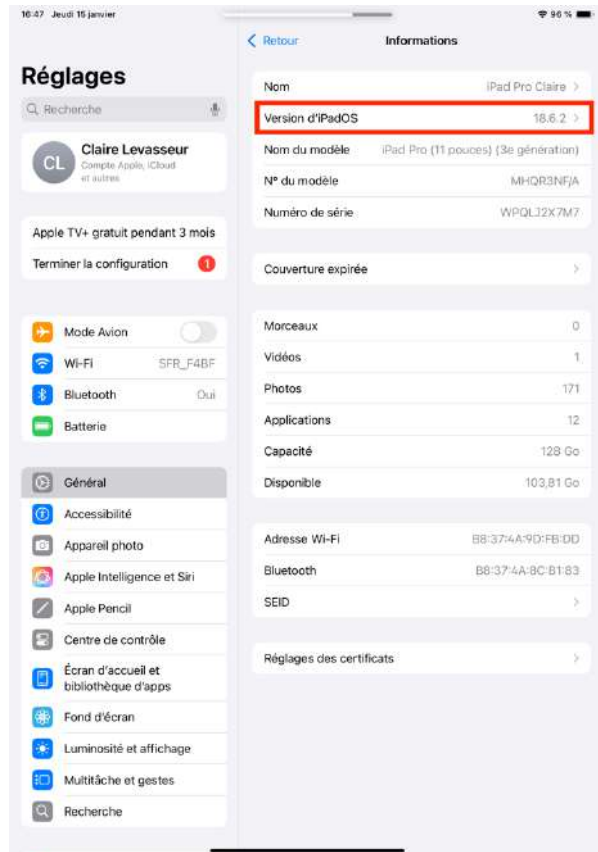 16:47 Jeudi 15 janvier
96 %
Réglages
Recherche
CL
Claire Levasseur
Compte Apple, iCloud
et autres
Apple TV+ gratuit pendant 3 mois
Terminer la configuration 1
Mode Avion
Wi-Fi SFR_F4BF
Bluetooth Oui
Batterie
Général
Accessibilité
Appareil photo
Apple Intelligence et Siri
Apple Pencil
Centre de contrôle
Écran d'accueil et
bibliothèque d'apps
Fond d'écran
Luminosité et affichage
Multitâche et gestes
Recherche
Retour
Informations
Nom iPad Pro Claire
Version d'iPadOS 18.6.2
Nom du modèle iPad Pro (11 pouces) (3e génération)
N° du modèle MHQR3NF/A
Numéro de série WPQLJ2X7M7
Couverture expirée
Morceaux 0
Vidéos 1
Photos 171
Applications 12
Capacité 128 Go
Disponible 103,81 Go
Adresse Wi-Fi B8:37:4A:9D:FB:DD
Bluetooth B8:37:4A:8C:B1:83
SEID
Réglages des certificats